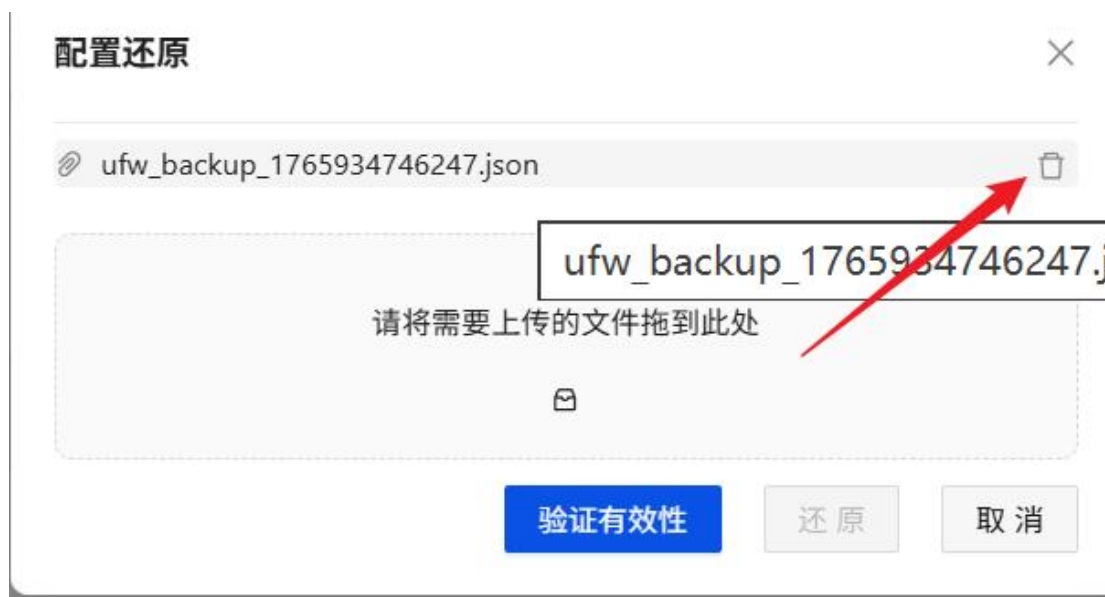 配置还原
ufw_backup_1765934746247.json
ufw_backup_1765934746247.j
请将需要上传的文件拖到此处
验证有效性
还原
取消